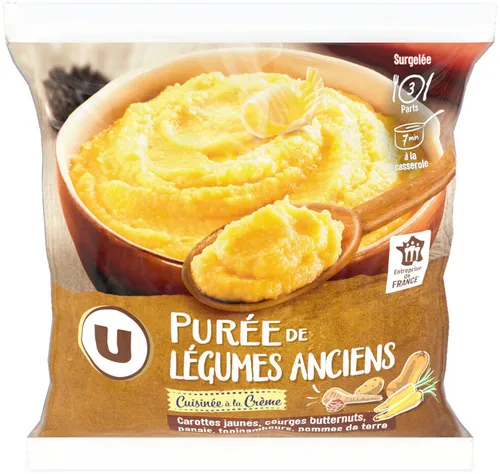 Surgelée
3
Parts
7 min
à la
casserole
Entreprise
de
FRANCE
U
PURÉE DE
LÉGUMES ANCIENS
Cuisinée à la Crème
Carottes jaunes, courges butternuts,
panais, topinambours, pommes de terre